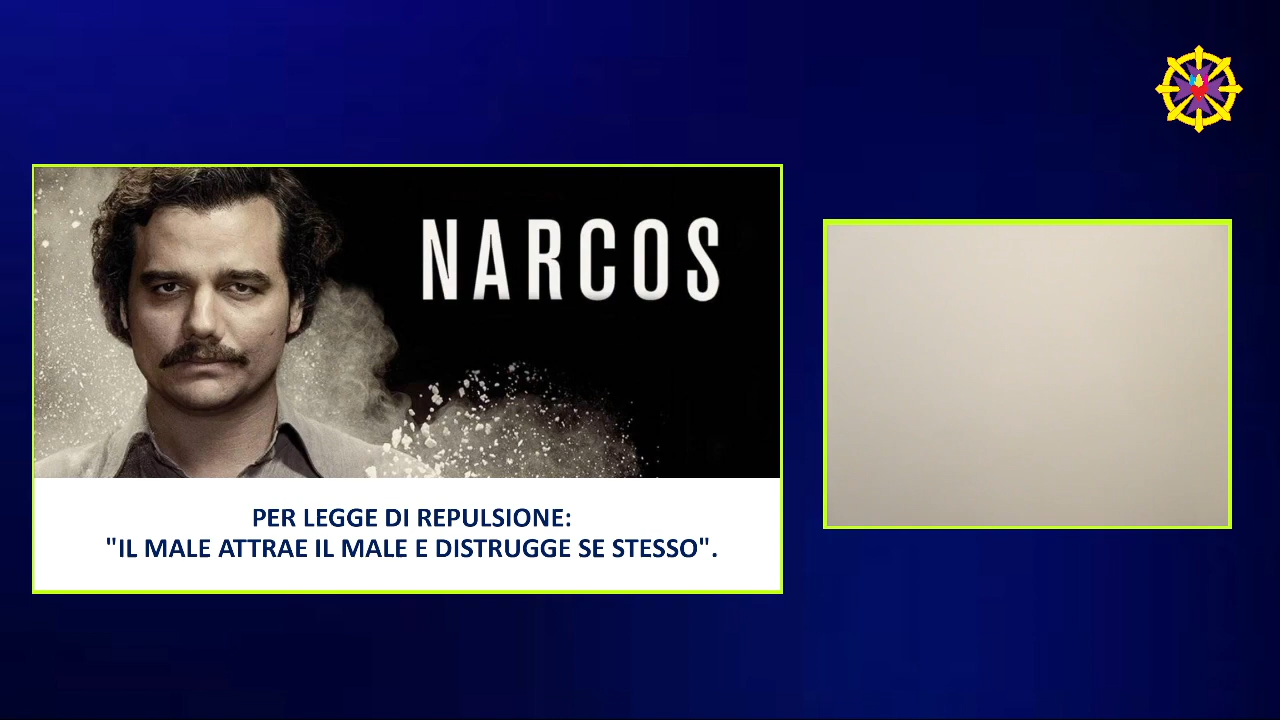 NARCOS
PER LEGGE DI REPULSIONE:
"IL MALE ATTRAE IL MALE E DISTRUGGE SE STESSO".